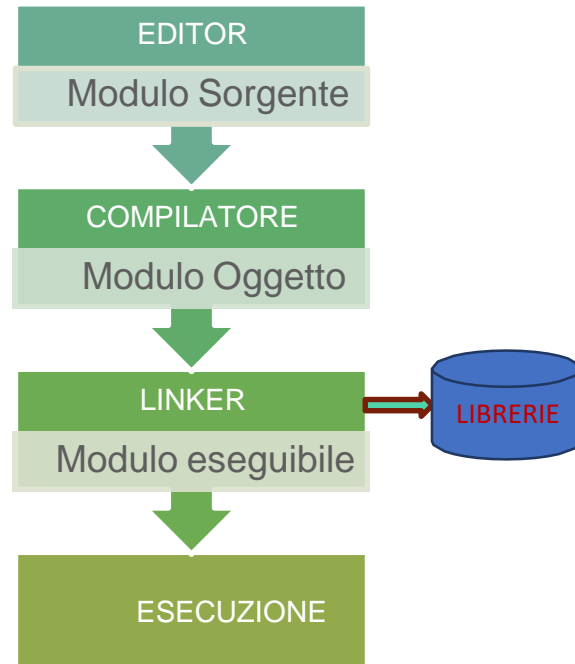 EDITOR
Modulo Sorgente
COMPILATORE
Modulo Oggetto
LINKER
LIBRERIE
Modulo eseguibile
ESECUZIONE